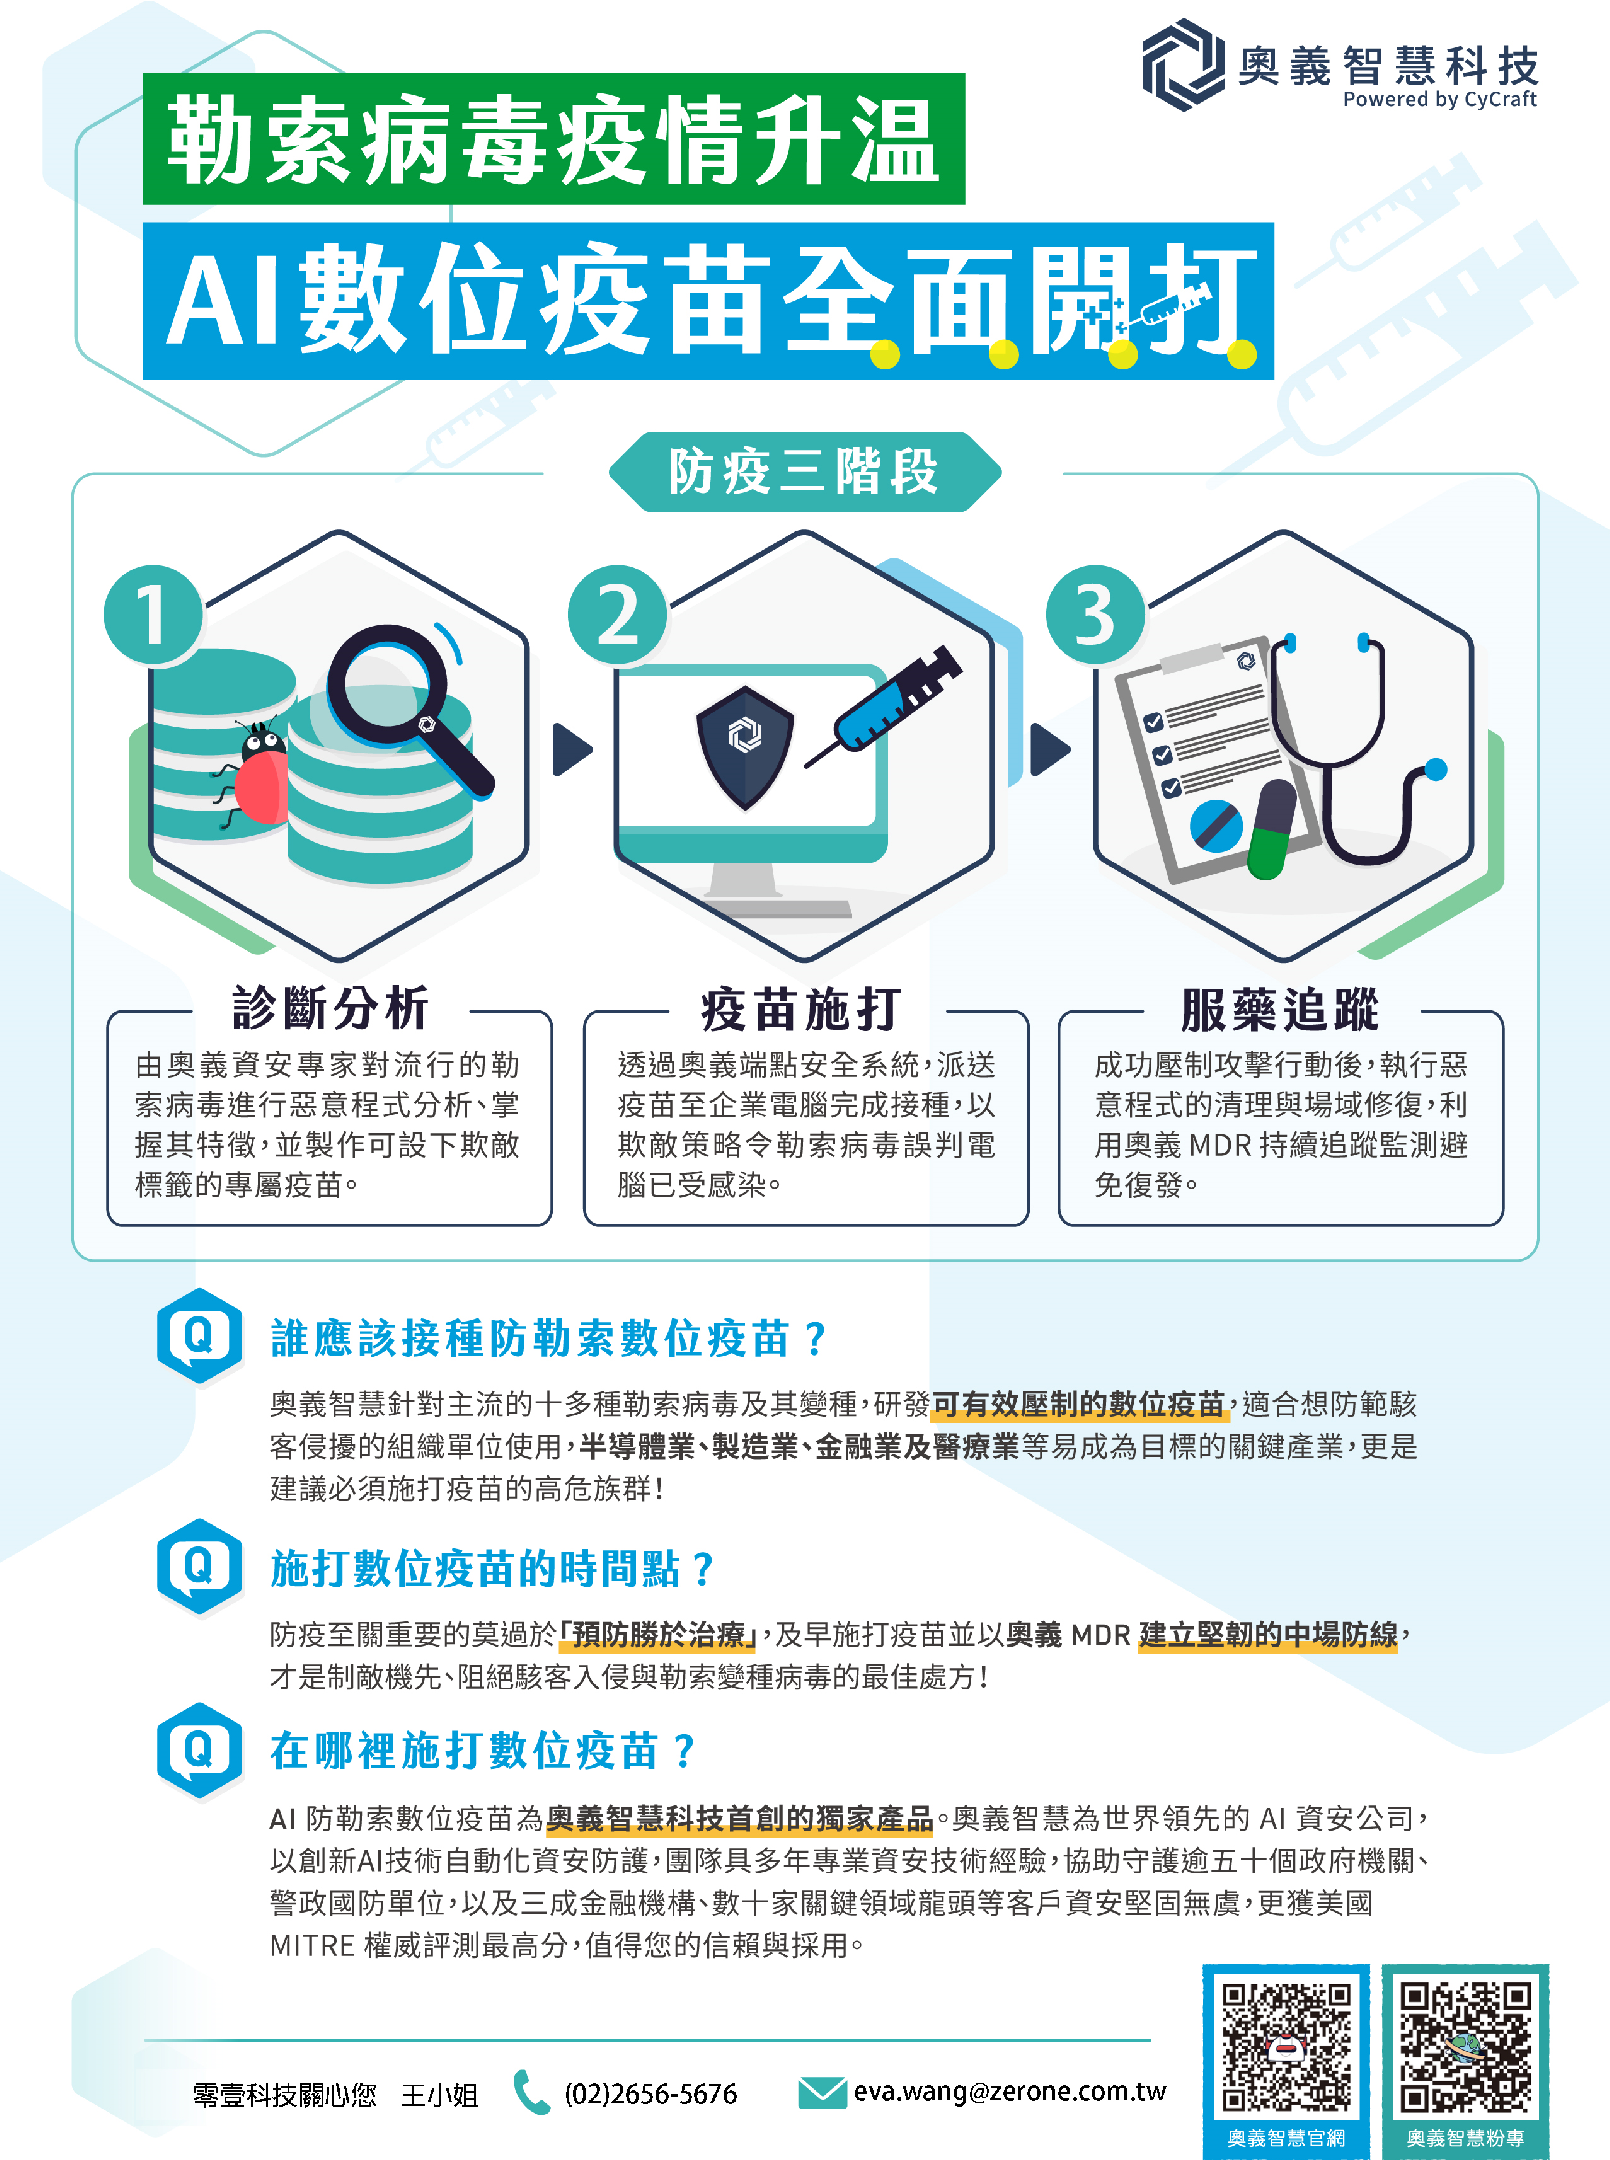 奧義智慧科技
Powered by CyCraft
勒索病毒疫情升温
AI數位疫苗全面開打
防疫三階段
1
2
3
診斷分析
由奧義資安專家對流行的勒
索病毒進行惡意程式分析、掌
握其特徵，並製作可設下欺敵
標籤的專屬疫苗。
疫苗施打
透過奧義端點安全系統，派送
疫苗至企業電腦完成接種，以
欺敵策略令勒索病毒誤判電
腦已受感染。
服藥追蹤
成功壓制攻擊行動後，執行惡
意程式的清理與場域修復，利
用奧義 MDR 持續追蹤監測避
免復發。
Q
誰應該接種防勒索數位疫苗？
奧義智慧針對主流的十多種勒索病毒及其變種，研發可有效壓制的數位疫苗，適合想防範駭
客侵擾的組織單位使用，半導體業、製造業、金融業及醫療業等易成為目標的關鍵產業，更是
建議必須施打疫苗的高危族群！
Q
施打數位疫苗的時間點？
防疫至關重要的莫過於「預防勝於治療」，及早施打疫苗並以奧義 MDR 建立堅韌的中場防線，
才是制敵機先、阻絕駭客入侵與勒索變種病毒的最佳處方！
Q
在哪裡施打數位疫苗？
AI 防勒索數位疫苗為奧義智慧科技首創的獨家產品。奧義智慧為世界領先的 AI 資安公司，
以創新AI技術自動化資安防護，團隊具多年專業資安技術經驗，協助守護逾五十個政府機關、
警政國防單位，以及三成金融機構、數十家關鍵領域龍頭等客戶資安堅固無虞，更獲美國
MITRE 權威評測最高分，值得您的信賴與採用。
零壹科技關心您 王小姐
(02)2656-5676
eva.wang@zerone.com.tw
奧義智慧官網
奧義智慧粉專